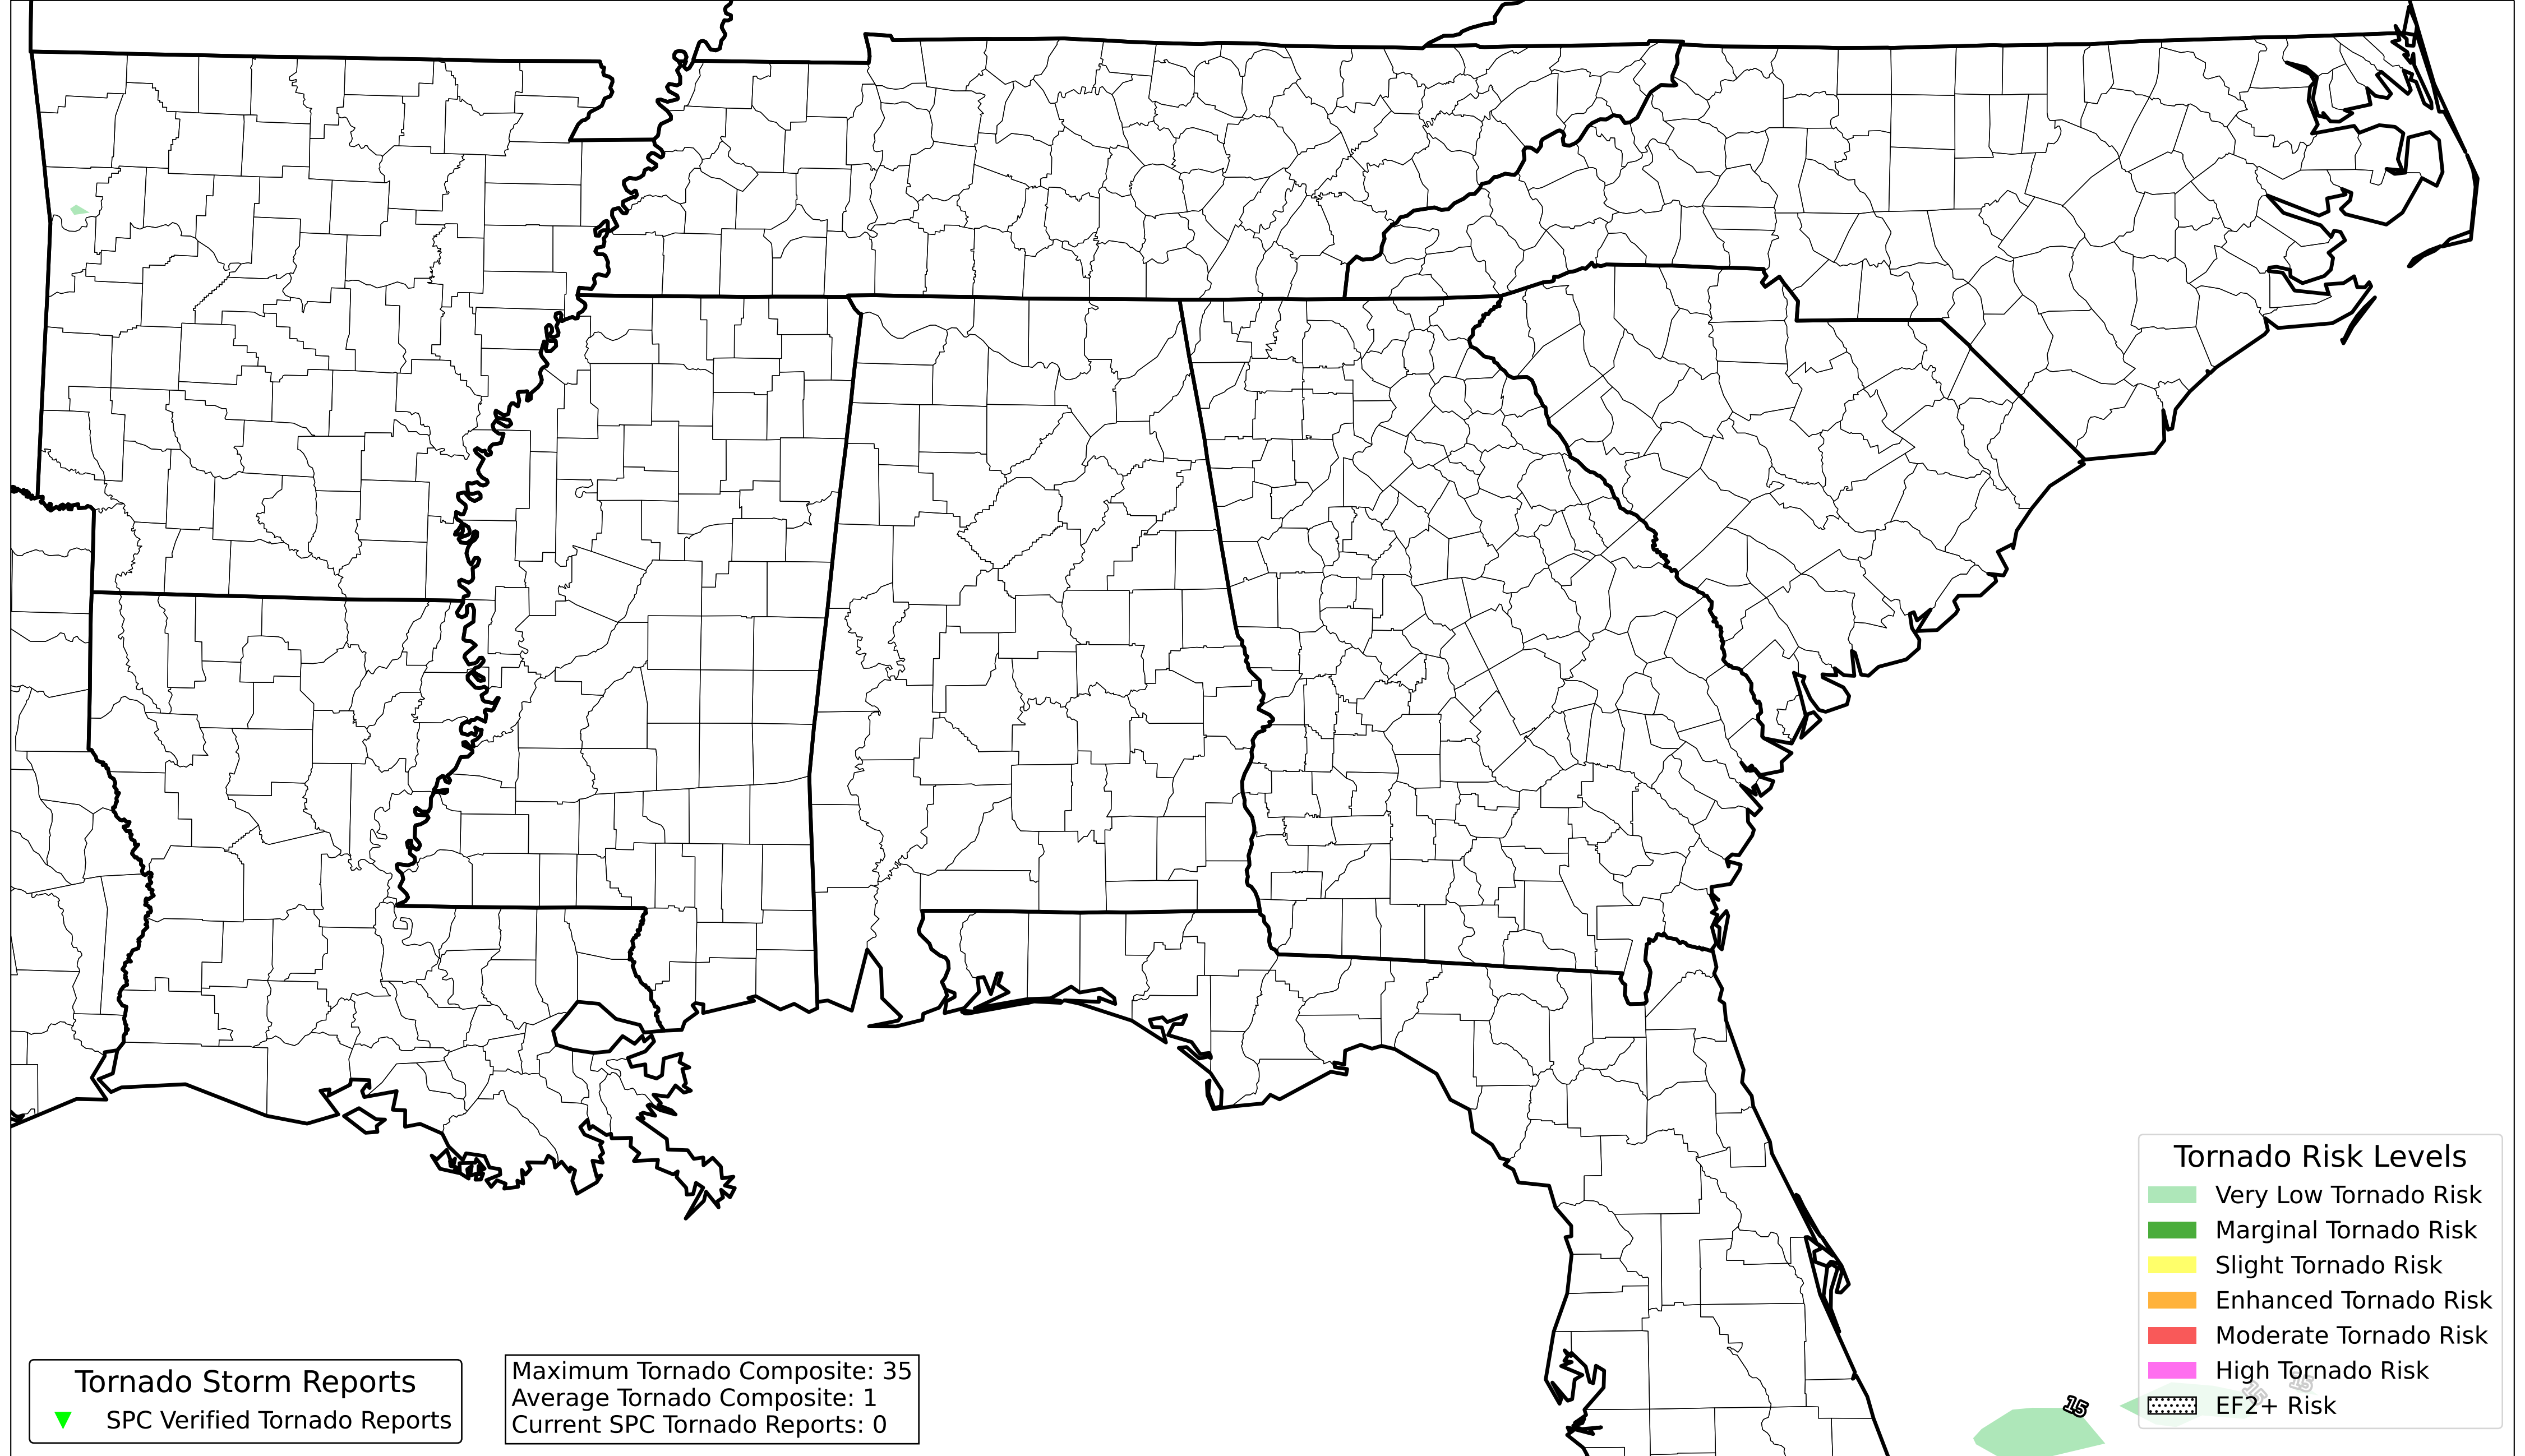 Tornado Risk Levels
Very Low Tornado Risk
Marginal Tornado Risk
Slight Tornado Risk
Enhanced Tornado Risk
Moderate Tornado Risk
High Tornado Risk
EF2+ Risk
15
15
15
Tornado Storm Reports
SPC Verified Tornado Reports
Maximum Tornado Composite: 35
Average Tornado Composite: 1
Current SPC Tornado Reports: 0